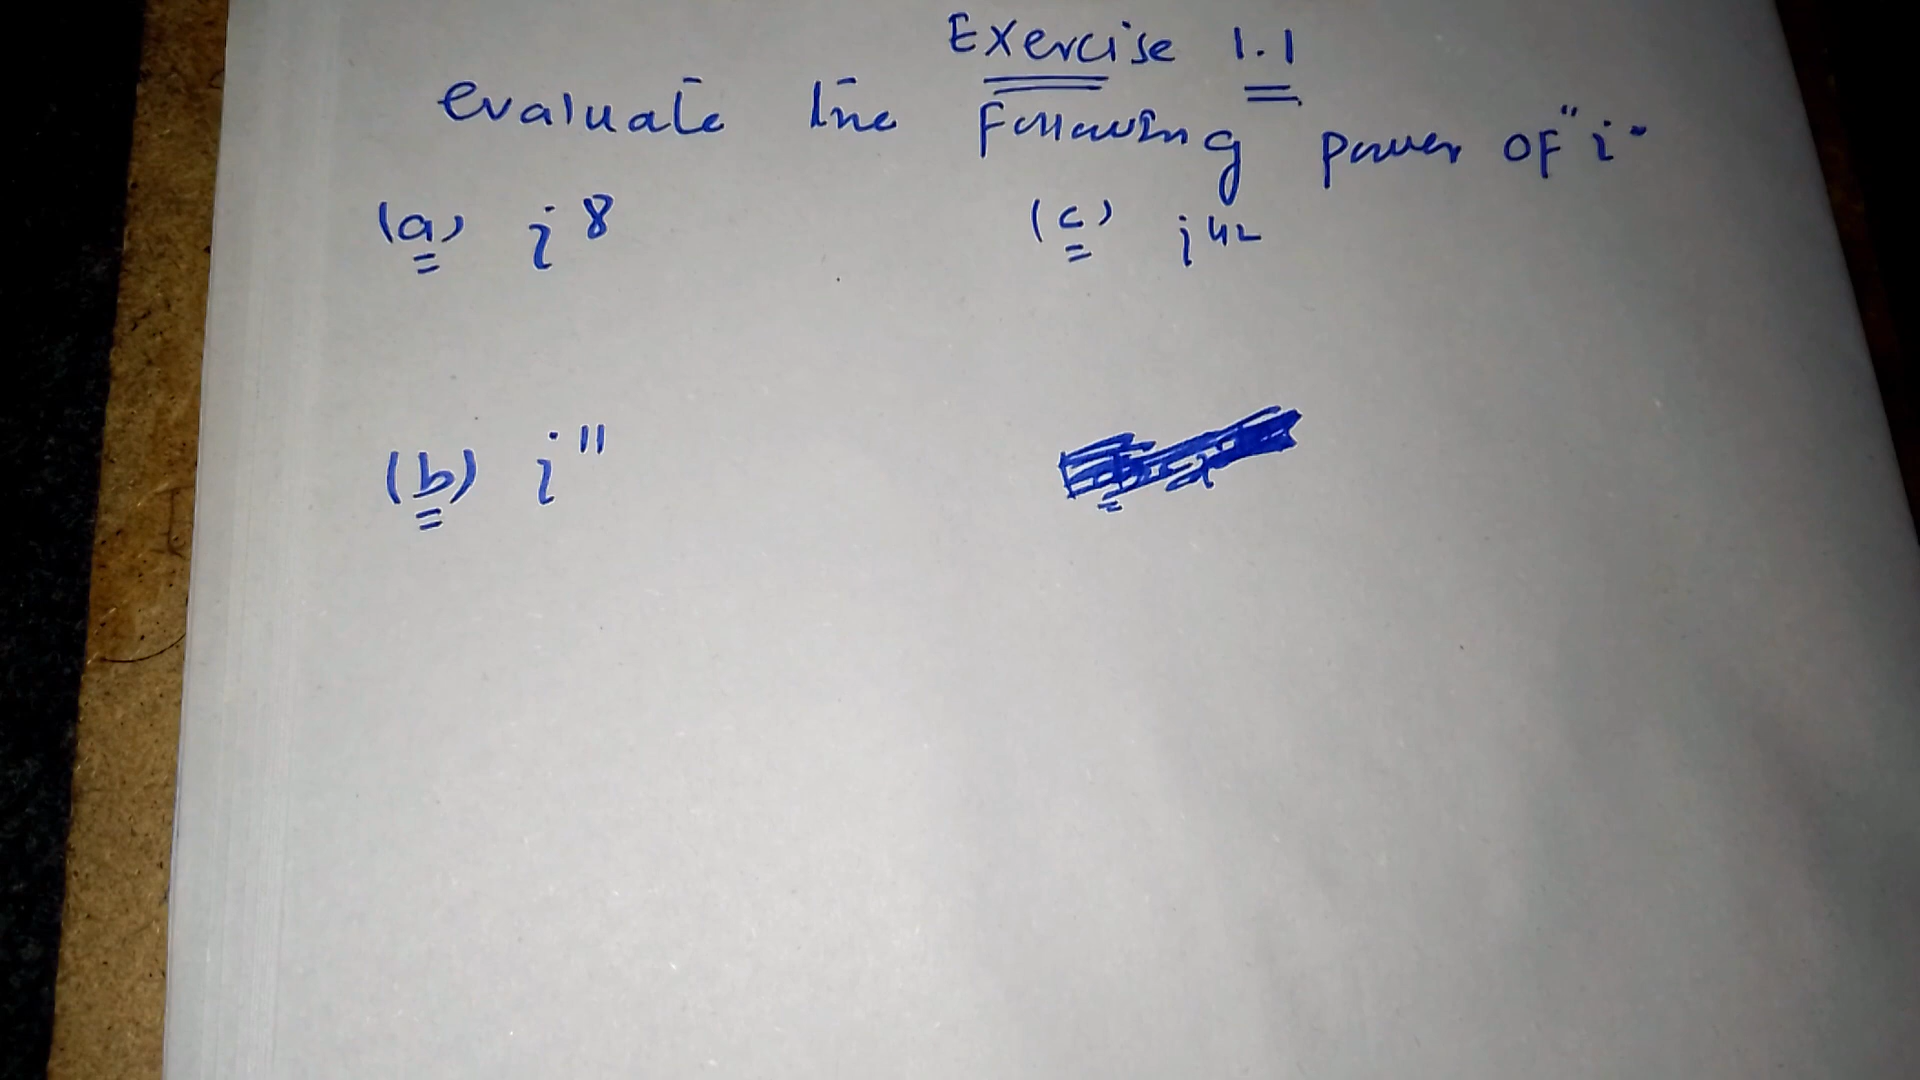 Exercise 1.1
evaluate the Following power of "i"
(a) i⁸ (c) i⁴²
(b) i¹¹